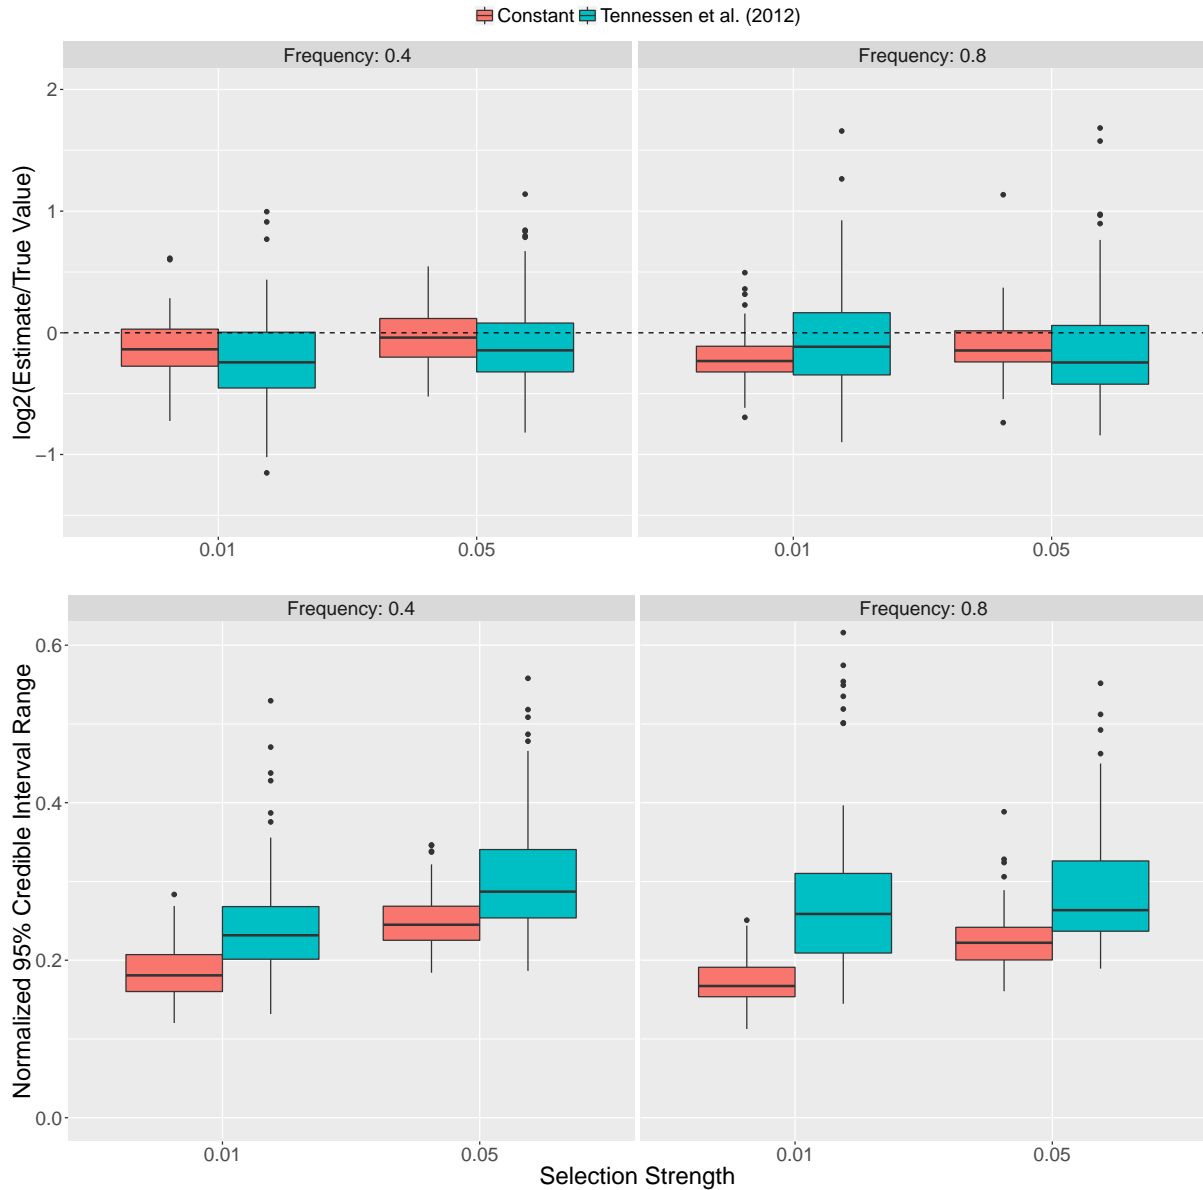 Constant Tennessen et al. (2012)
Frequency: 0.4 Frequency: 0.8
log2(Estimate/True Value)
2
1
0
−1
0.01 0.05 0.01 0.05
Frequency: 0.4 Frequency: 0.8
Normalized 95% Credible Interval Range
0.6
0.4
0.2
0.0
0.01 0.05 0.01 0.05
Selection Strength